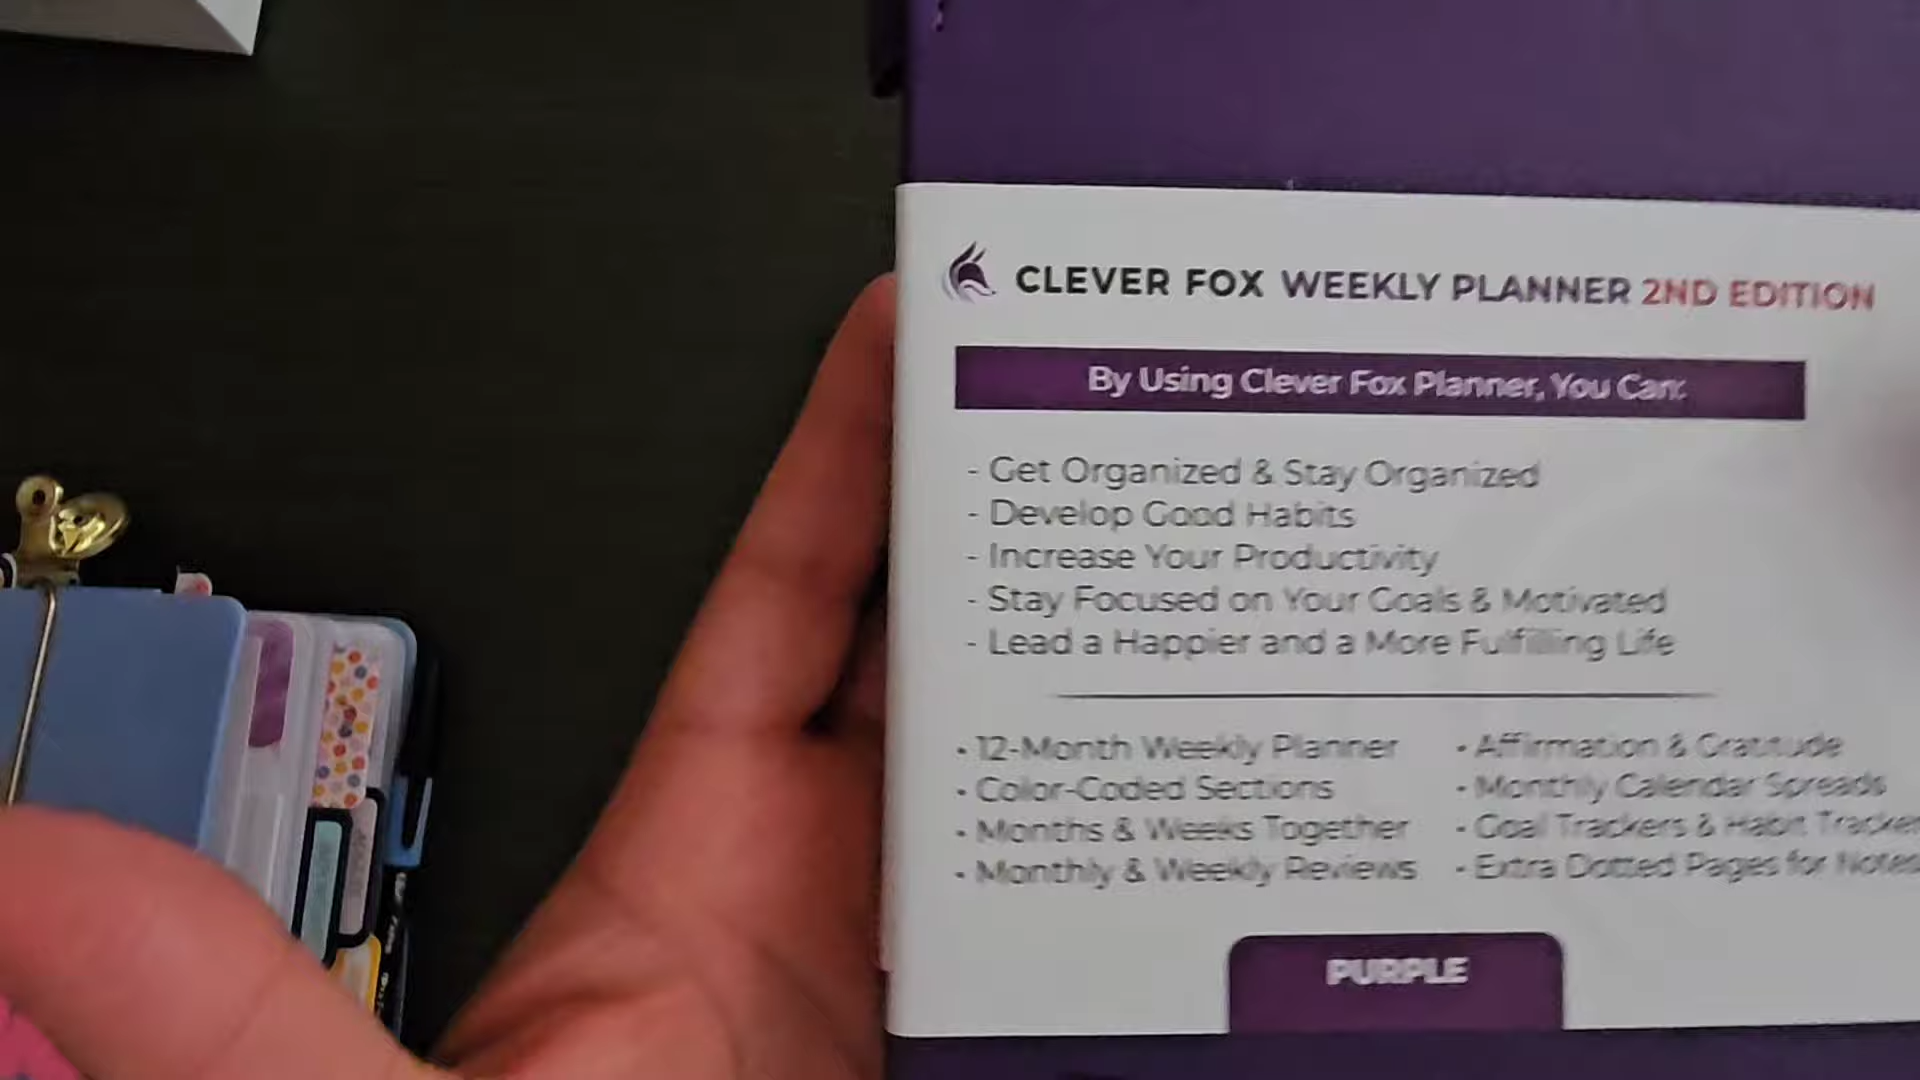 CLEVER FOX WEEKLY PLANNER 2ND EDITION
By Using Clever Fox Planner, You Can:
- Get Organized & Stay Organized
- Develop Good Habits
- Increase Your Productivity
- Stay Focused on Your Goals & Motivated
- Lead a Happier and a More Fulfilling Life
• 12-Month Weekly Planner
• Color-Coded Sections
• Months & Weeks Together
• Monthly & Weekly Reviews
• Affirmation & Gratitude
• Monthly Calendar Spreads
• Goal Trackers & Habit Tracker
• Extra Dotted Pages for Notes
PURPLE